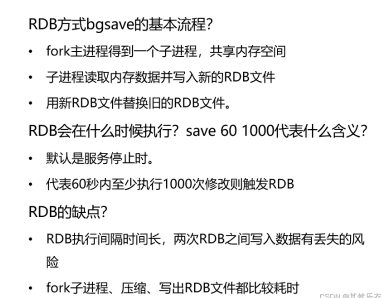 RDB方式bgsave的基本流程？
• fork主进程得到一个子进程，共享内存空间
• 子进程读取内存数据并写入新的RDB文件
• 用新RDB文件替换旧的RDB文件。
RDB会在什么时候执行？save 60 1000代表什么含义？
• 默认是服务停止时。
• 代表60秒内至少执行1000次修改则触发RDB
RDB的缺点？
• RDB执行间隔时间长，两次RDB之间写入数据有丢失的风
险
• fork子进程、压缩、写出RDB文件都比较耗时